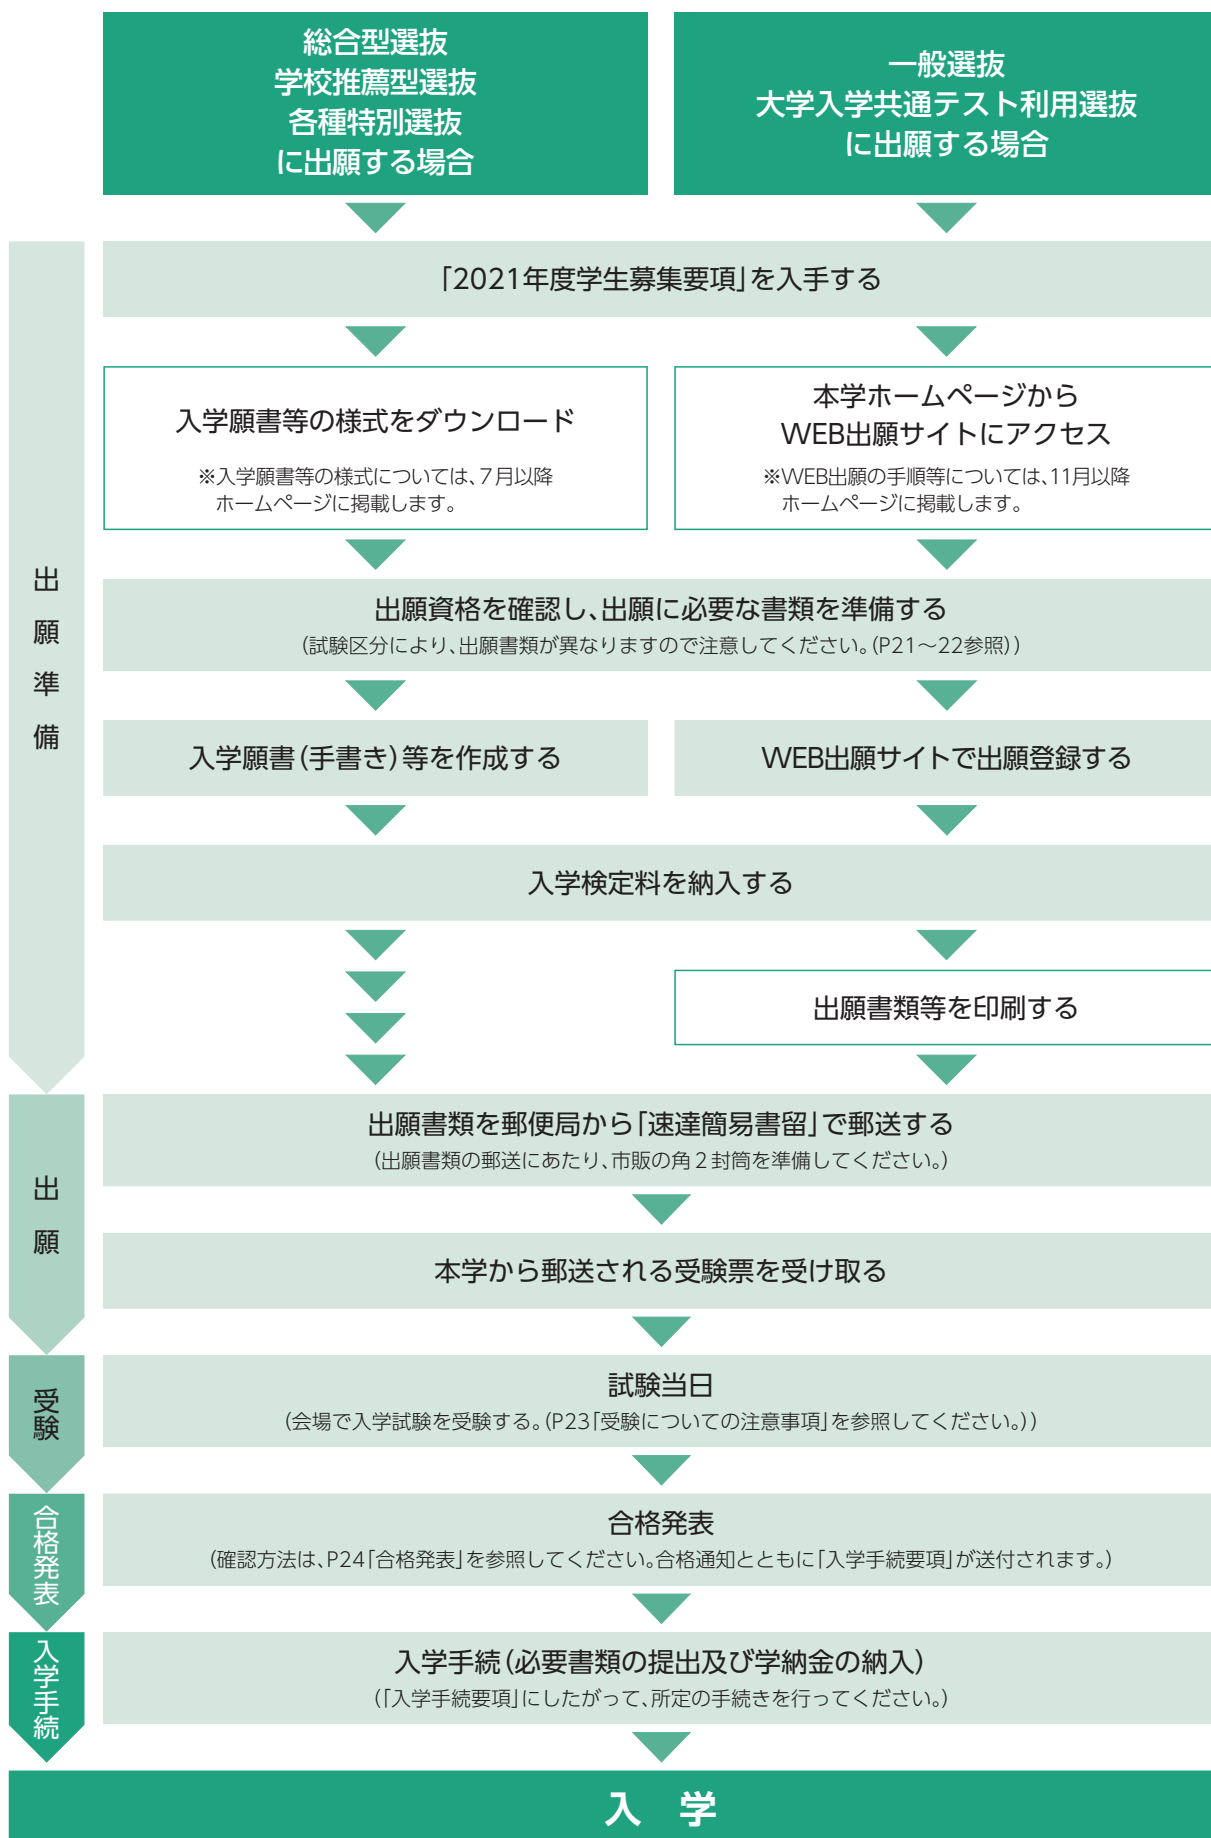 総合型選抜
学校推薦型選抜
各種特別選抜
に出願する場合
一般選抜
大学入学共通テスト利用選抜
に出願する場合
出願準備
「2021年度学生募集要項」を入手する
入学願書等の様式をダウンロード
※入学願書等の様式については、7月以降
ホームページに掲載します。
本学ホームページから
WEB出願サイトにアクセス
※WEB出願の手順等については、11月以降
ホームページに掲載します。
出願資格を確認し、出願に必要な書類を準備する
(試験区分により、出願書類が異なりますので注意してください。(P21～22参照))
入学願書(手書き)等を作成する
WEB出願サイトで出願登録する
入学検定料を納入する
出願書類等を印刷する
出願
出願書類を郵便局から「速達簡易書留」で郵送する
(出願書類の郵送にあたり、市販の角2封筒を準備してください。)
本学から郵送される受験票を受け取る
受験
試験当日
(会場で入学試験を受験する。(P23「受験についての注意事項」を参照してください。))
合格発表
合格発表
(確認方法は、P24「合格発表」を参照してください。合格通知とともに「入学手続要項」が送付されます。)
入学手続
入学手続(必要書類の提出及び学納金の納入)
(「入学手続要項」にしたがって、所定の手続きを行ってください。)
入 学